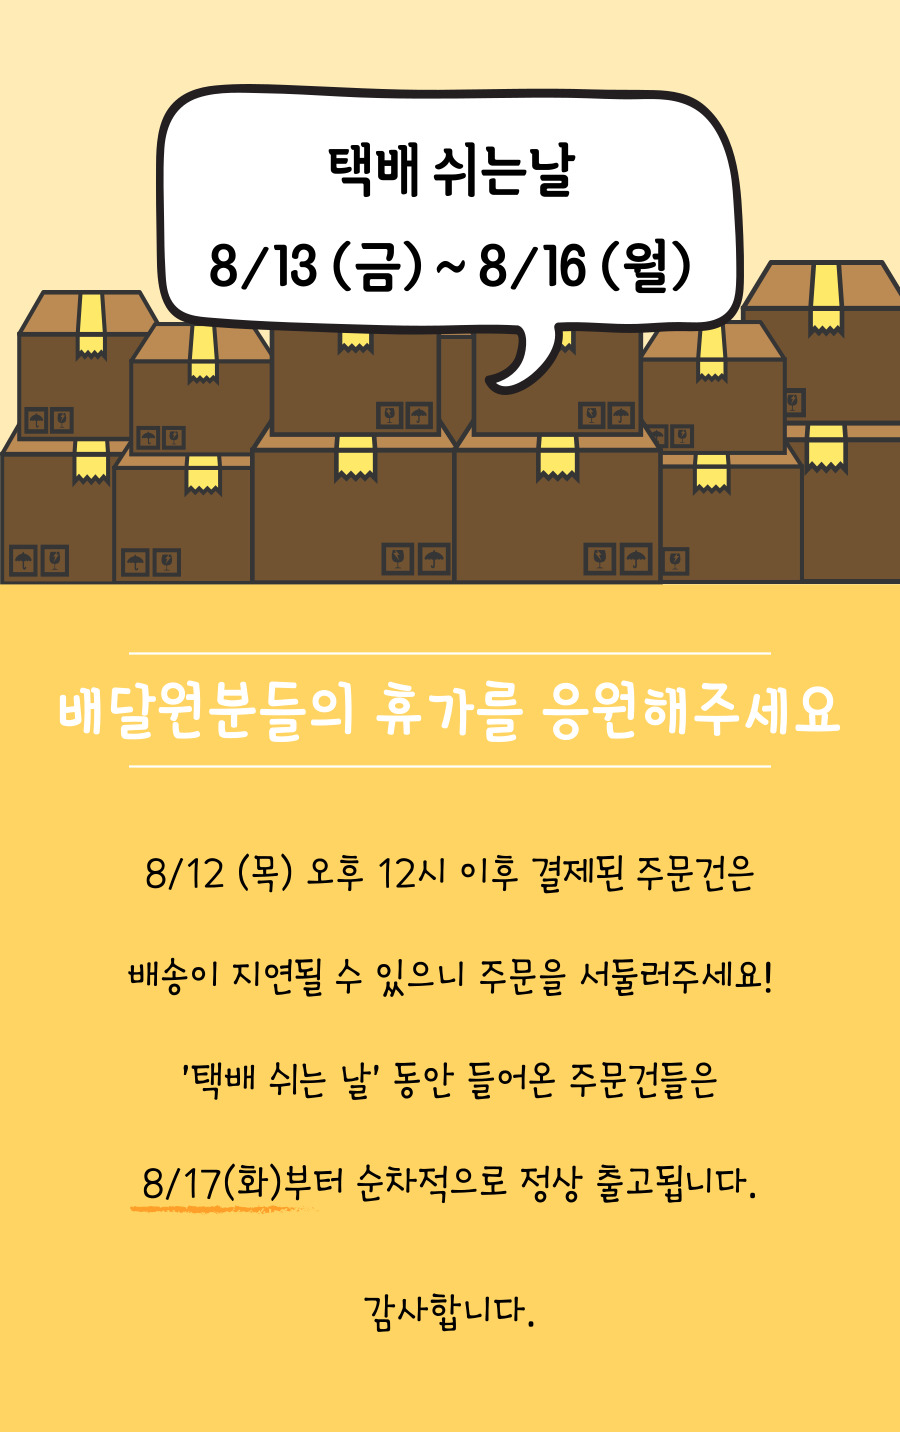 택배 쉬는날
8/13 (금) ~ 8/16 (월)
배달원분들의 휴가를 응원해주세요
8/12 (목) 오후 12시 이후 결제된 주문건은
배송이 지연될 수 있으니 주문을 서둘러주세요!
'택배 쉬는 날' 동안 들어온 주문건들은
8/17(화)부터 순차적으로 정상 출고됩니다.
감사합니다.